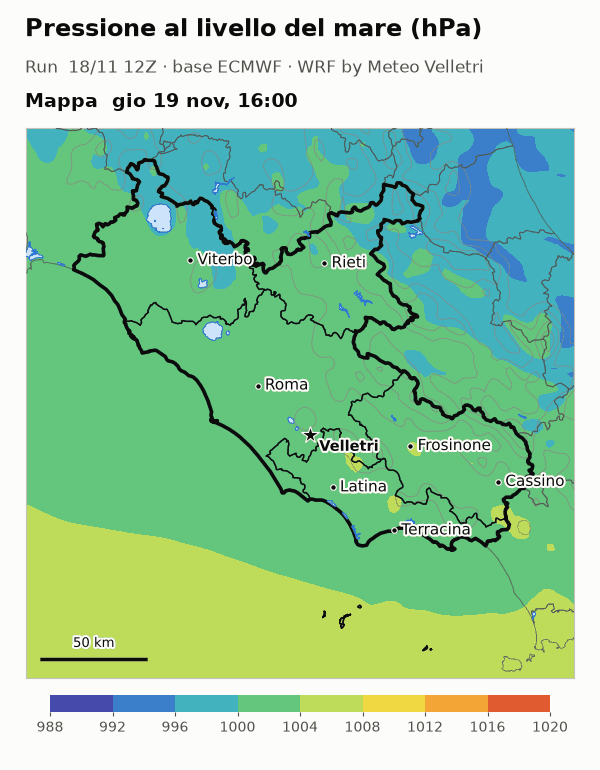 Pressione al livello del mare (hPa)
Run 18/11 12Z · base ECMWF · WRF by Meteo Velletri
Mappa gio 19 nov, 16:00
Viterbo
Rieti
Roma
Velletri
Frosinone
Cassino
Latina
Terracina
50 km
988 992 996 1000 1004 1008 1012 1016 1020